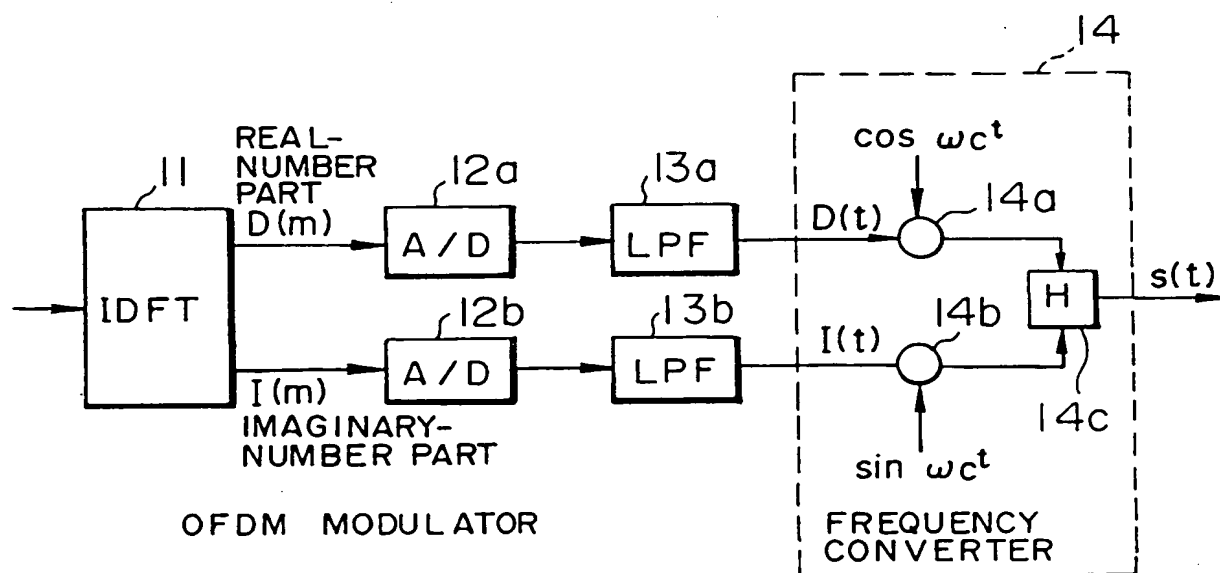 14
cos ωct
REAL-
NUMBER
PART
11
12a
13a
14a
D(m)
A/D
LPF
D(t)
IDFT
H
s(t)
12b
13b
14b
I(t)
A/D
LPF
I(m)
14c
IMAGINARY-
NUMBER PART
sin ωct
OFDM MODULATOR
FREQUENCY
CONVERTER